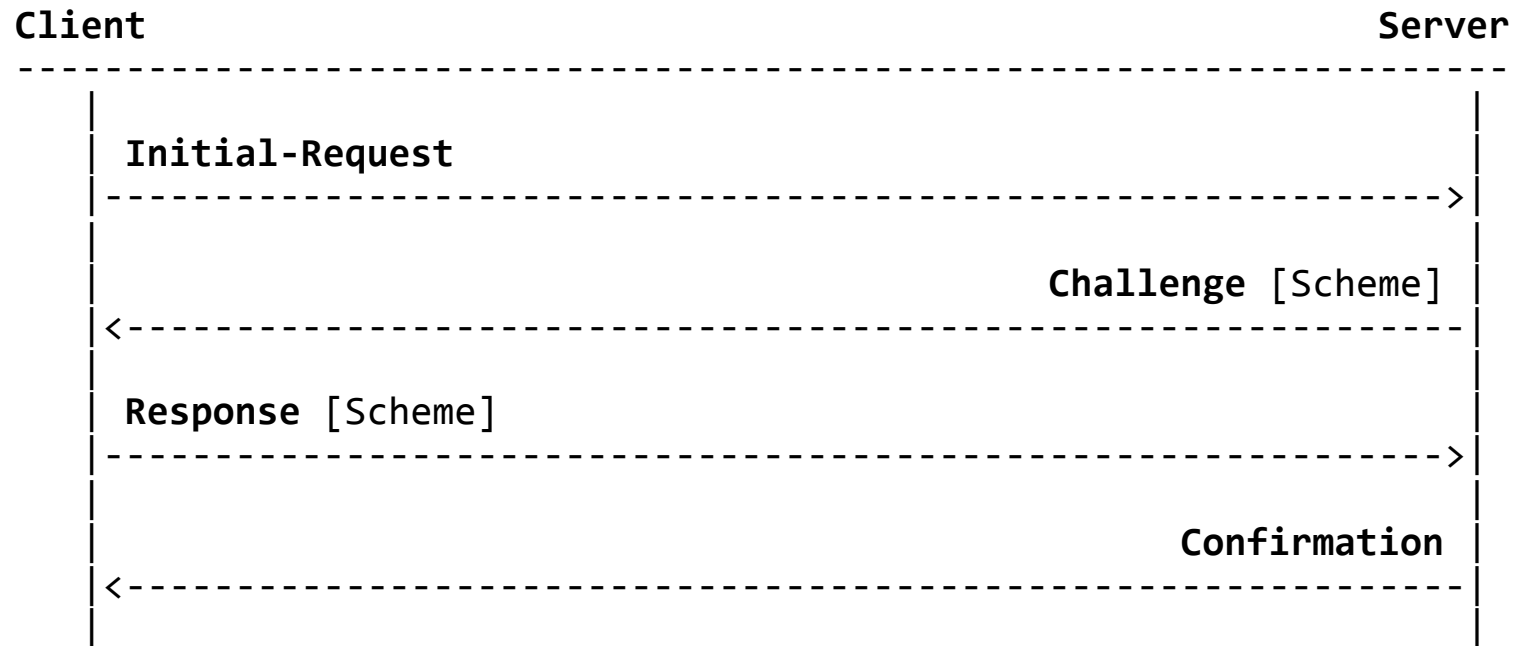 Client Server
Initial-Request
Challenge [Scheme]
Response [Scheme]
Confirmation